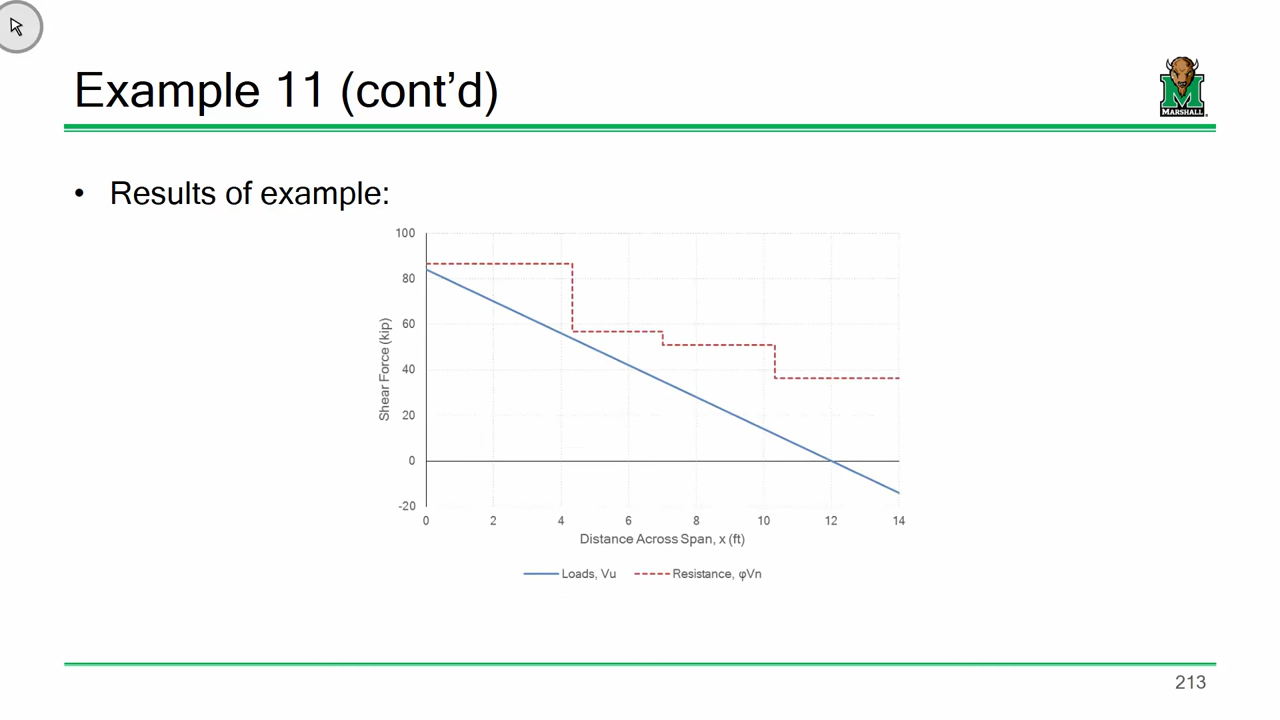 Example 11 (cont’d)
MARSHALL
• Results of example:
100
80
60
40
20
0
-20
Shear Force (kip)
0 2 4 6 8 10 12 14
Distance Across Span, x (ft)
Loads, Vu Resistance, φVn
213